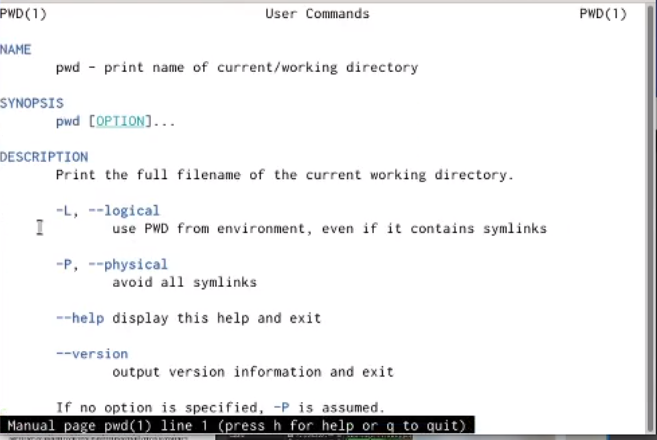 PWD(1) User Commands PWD(1)
NAME
pwd - print name of current/working directory
SYNOPSIS
pwd [OPTION]...
DESCRIPTION
Print the full filename of the current working directory.
-L, --logical
use PWD from environment, even if it contains symlinks
-P, --physical
avoid all symlinks
--help display this help and exit
--version
output version information and exit
If no option is specified, -P is assumed.
Manual page pwd(1) line 1 (press h for help or q to quit)